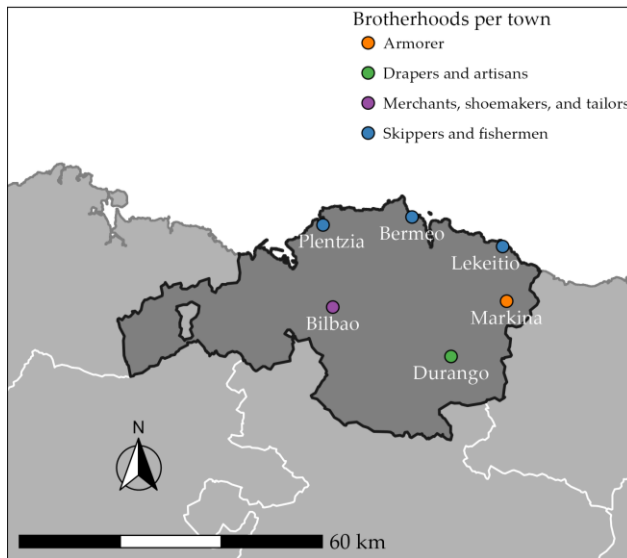 Brotherhoods per town
Armorer
Drapers and artisans
Merchants, shoemakers, and tailors
Skippers and fishermen
Plentzia
Bermeo
Lekeitio
Bilbao
Markina
Durango
N
60 km